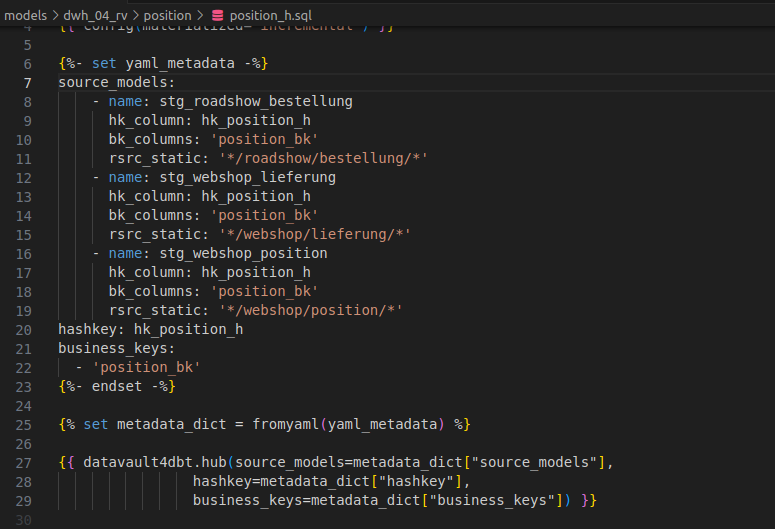 models > dwh_04_rv > position > position_h.sql
4 {{ config(materialized='incremental') }}
5
6 {%- set yaml_metadata -%}
7 source_models:
8     - name: stg_roadshow_bestellung
9       hk_column: hk_position_h
10       bk_columns: 'position_bk'
11       rsrc_static: '*/roadshow/bestellung/*'
12     - name: stg_webshop_lieferung
13       hk_column: hk_position_h
14       bk_columns: 'position_bk'
15       rsrc_static: '*/webshop/lieferung/*'
16     - name: stg_webshop_position
17       hk_column: hk_position_h
18       bk_columns: 'position_bk'
19       rsrc_static: '*/webshop/position/*'
20 hashkey: hk_position_h
21 business_keys:
22   - 'position_bk'
23 {%- endset -%}
24
25 {% set metadata_dict = fromyaml(yaml_metadata) %}
26
27 {{ datavault4dbt.hub(source_models=metadata_dict["source_models"],
28                 hashkey=metadata_dict["hashkey"],
29                 business_keys=metadata_dict["business_keys"]) }}
30